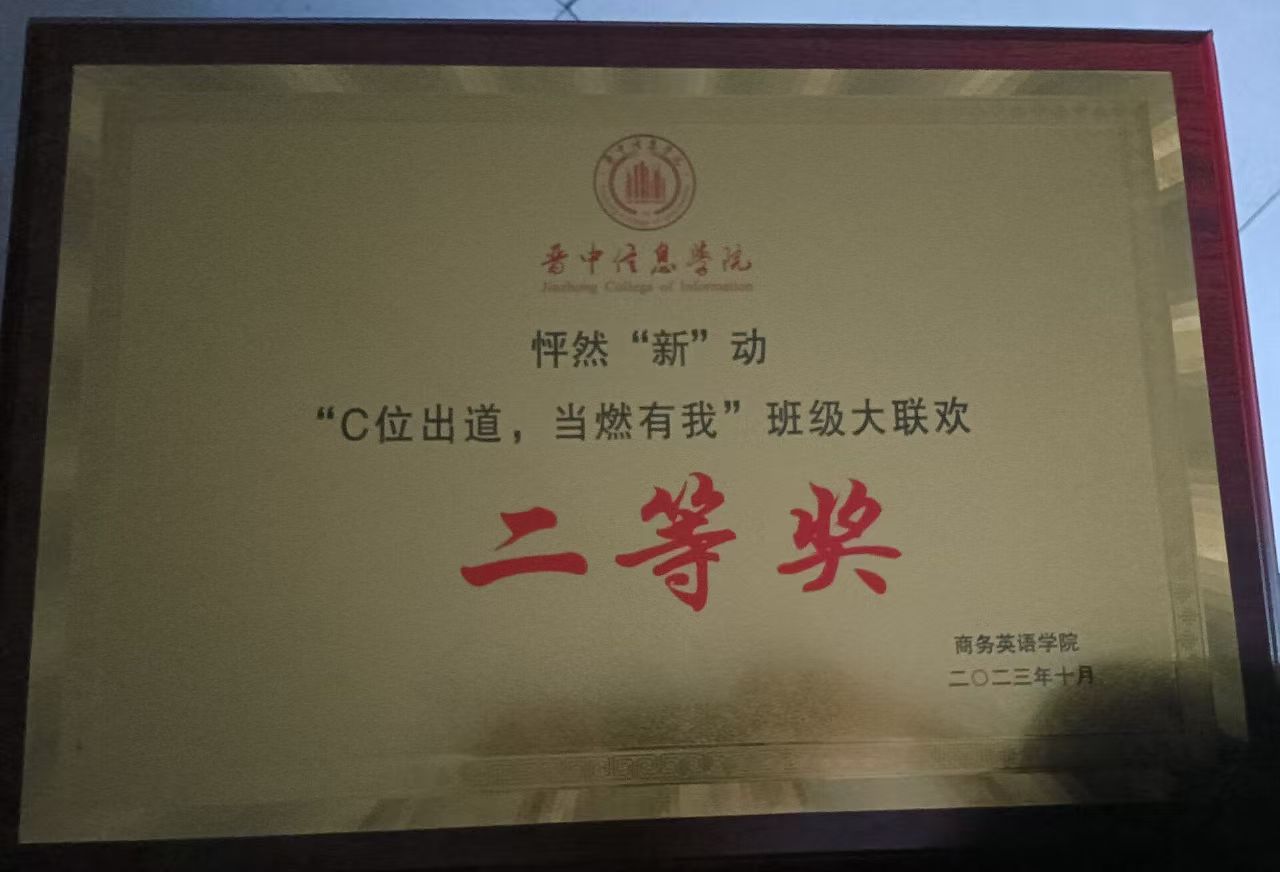 晋中信息学院
Jinzhong College of Information
怦然“新”动
“C位出道，当燃有我”班级大联欢
二等奖
商务英语学院
二〇二三年十月